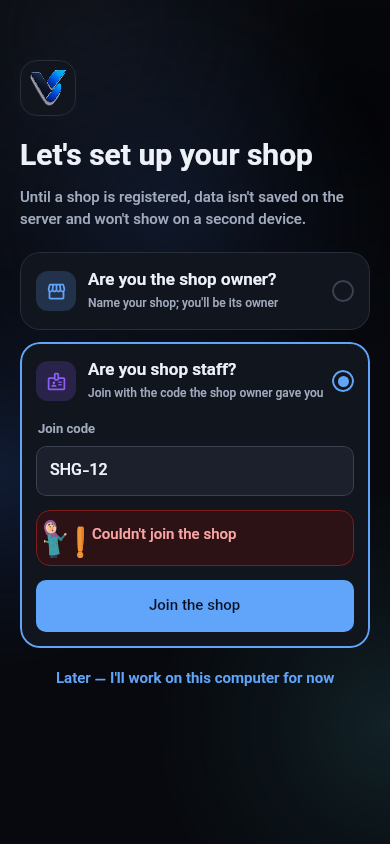 Let's set up your shop
Until a shop is registered, data isn't saved on the
server and won't show on a second device.
Are you the shop owner?
Name your shop; you'll be its owner
Are you shop staff?
Join with the code the shop owner gave you
Join code
SHG-12
Couldn't join the shop
Join the shop
Later — I'll work on this computer for now